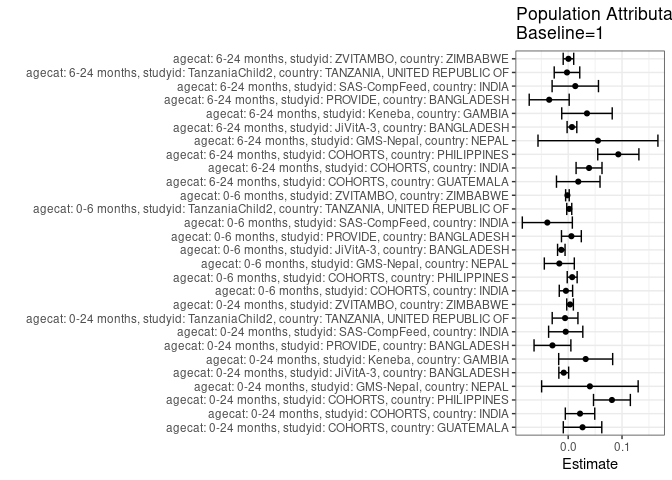 Population Attributa
Baseline=1
agecat: 6-24 months, studyid: ZVITAMBO, country: ZIMBABWE
agecat: 6-24 months, studyid: TanzaniaChild2, country: TANZANIA, UNITED REPUBLIC OF
agecat: 6-24 months, studyid: SAS-CompFeed, country: INDIA
agecat: 6-24 months, studyid: PROVIDE, country: BANGLADESH
agecat: 6-24 months, studyid: Keneba, country: GAMBIA
agecat: 6-24 months, studyid: JiVitA-3, country: BANGLADESH
agecat: 6-24 months, studyid: GMS-Nepal, country: NEPAL
agecat: 6-24 months, studyid: COHORTS, country: PHILIPPINES
agecat: 6-24 months, studyid: COHORTS, country: INDIA
agecat: 6-24 months, studyid: COHORTS, country: GUATEMALA
agecat: 0-6 months, studyid: ZVITAMBO, country: ZIMBABWE
agecat: 0-6 months, studyid: TanzaniaChild2, country: TANZANIA, UNITED REPUBLIC OF
agecat: 0-6 months, studyid: SAS-CompFeed, country: INDIA
agecat: 0-6 months, studyid: PROVIDE, country: BANGLADESH
agecat: 0-6 months, studyid: JiVitA-3, country: BANGLADESH
agecat: 0-6 months, studyid: GMS-Nepal, country: NEPAL
agecat: 0-6 months, studyid: COHORTS, country: PHILIPPINES
agecat: 0-6 months, studyid: COHORTS, country: INDIA
agecat: 0-24 months, studyid: ZVITAMBO, country: ZIMBABWE
agecat: 0-24 months, studyid: TanzaniaChild2, country: TANZANIA, UNITED REPUBLIC OF
agecat: 0-24 months, studyid: SAS-CompFeed, country: INDIA
agecat: 0-24 months, studyid: PROVIDE, country: BANGLADESH
agecat: 0-24 months, studyid: Keneba, country: GAMBIA
agecat: 0-24 months, studyid: JiVitA-3, country: BANGLADESH
agecat: 0-24 months, studyid: GMS-Nepal, country: NEPAL
agecat: 0-24 months, studyid: COHORTS, country: PHILIPPINES
agecat: 0-24 months, studyid: COHORTS, country: INDIA
agecat: 0-24 months, studyid: COHORTS, country: GUATEMALA
0.0 0.1
Estimate